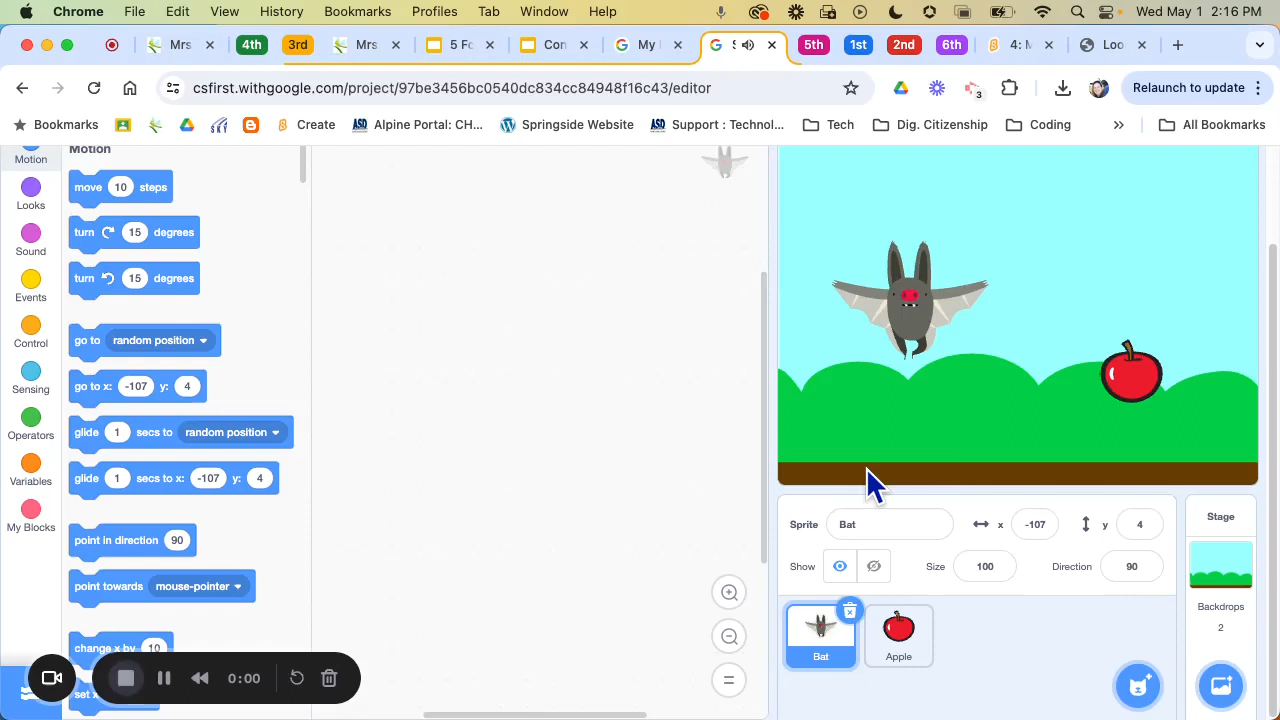 Chrome File Edit View History Bookmarks Profiles Tab Window Help Wed May 1 2:16 PM
Mrs 4th 3rd Mrs 5 Fo Con My 5th 1st 2nd 6th 4: M Loo
csfirst.withgoogle.com/project/97be3456bc0540dc834cc84948f16c43/editor 3 Relaunch to update
Bookmarks Create Alpine Portal: CH... Springside Website Support : Technol... Tech Dig. Citizenship Coding » All Bookmarks
Motion
Looks
Sound
Events
Control
Sensing
Operators
Variables
My Blocks
Motion
move 10 steps
turn 15 degrees
turn 15 degrees
go to random position
go to x: -107 y: 4
glide 1 secs to random position
glide 1 secs to x: -107 y: 4
point in direction 90
point towards mouse-pointer
change x by 10
set x
0:00
Sprite Bat x -107 y 4
Show Size 100 Direction 90
Bat Apple
Stage
Backdrops
2